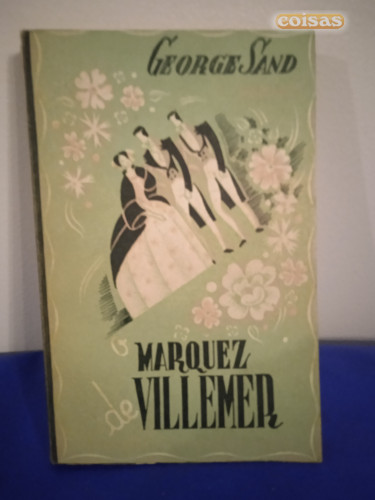 coisas
GEORGE SAND
O
MARQUEZ
de
VILLEMER